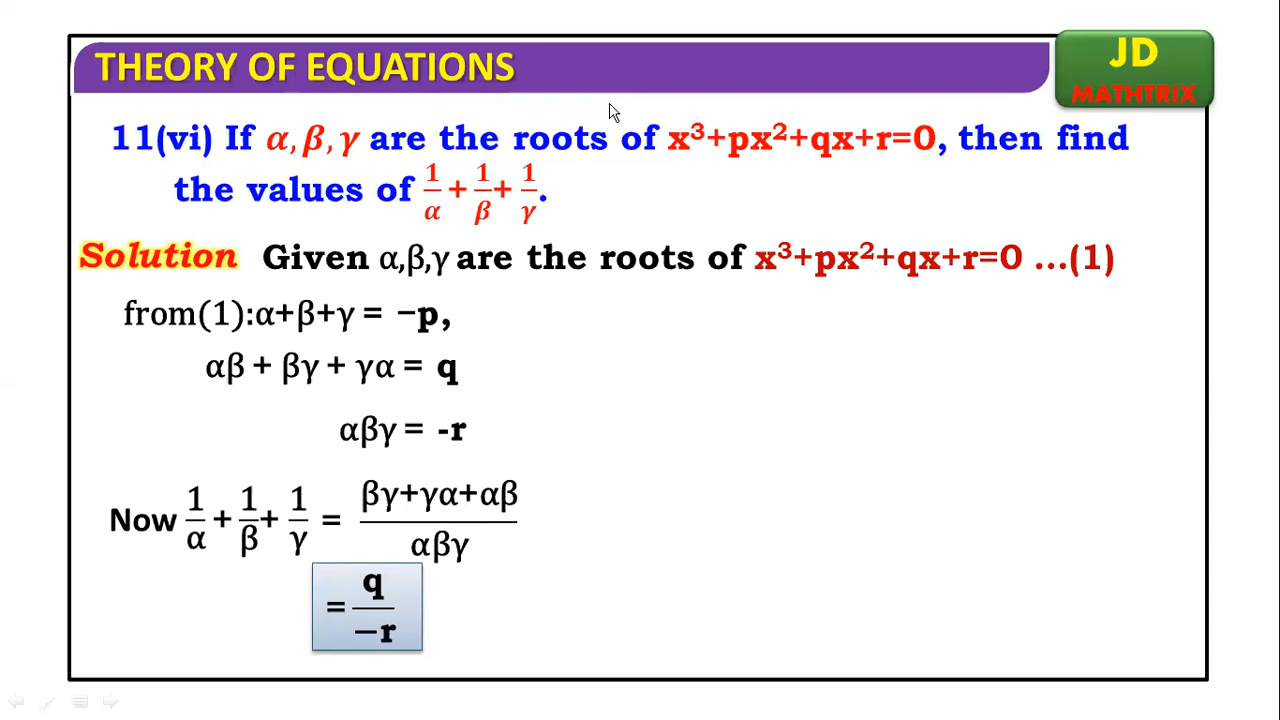 THEORY OF EQUATIONS
JD
MATHTRIX
11(vi) If α, β, γ are the roots of x³+px²+qx+r=0, then find
the values of 1/α + 1/β + 1/γ.
Solution Given α,β,γ are the roots of x³+px²+qx+r=0 ...(1)
from(1):α+β+γ = −p,
αβ + βγ + γα = q
αβγ = -r
Now 1/α + 1/β + 1/γ = (βγ+γα+αβ)/(αβγ)
= q/−r